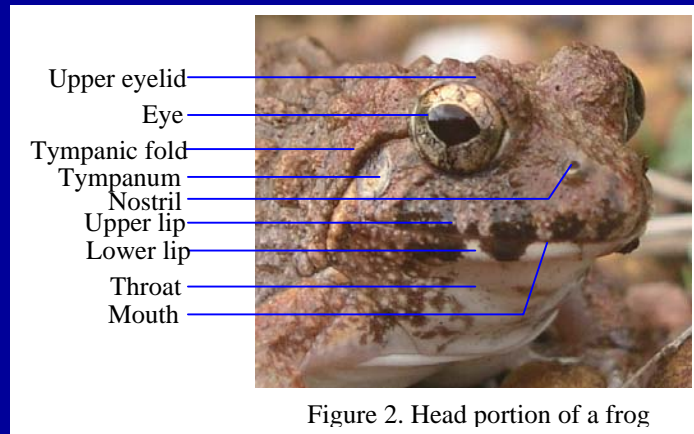 Upper eyelid
Eye
Tympanic fold
Tympanum
Nostril
Upper lip
Lower lip
Throat
Mouth
Figure 2. Head portion of a frog